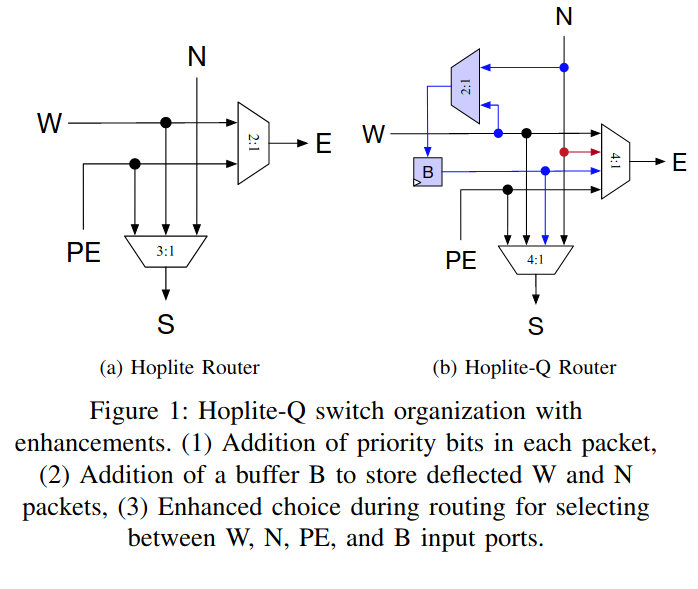 N
N
2:1
W
2:1
E
W
4:1
E
B
PE
3:1
PE
4:1
S
S
(a) Hoplite Router
(b) Hoplite-Q Router
Figure 1: Hoplite-Q switch organization with
enhancements. (1) Addition of priority bits in each packet,
(2) Addition of a buffer B to store deflected W and N
packets, (3) Enhanced choice during routing for selecting
between W, N, PE, and B input ports.